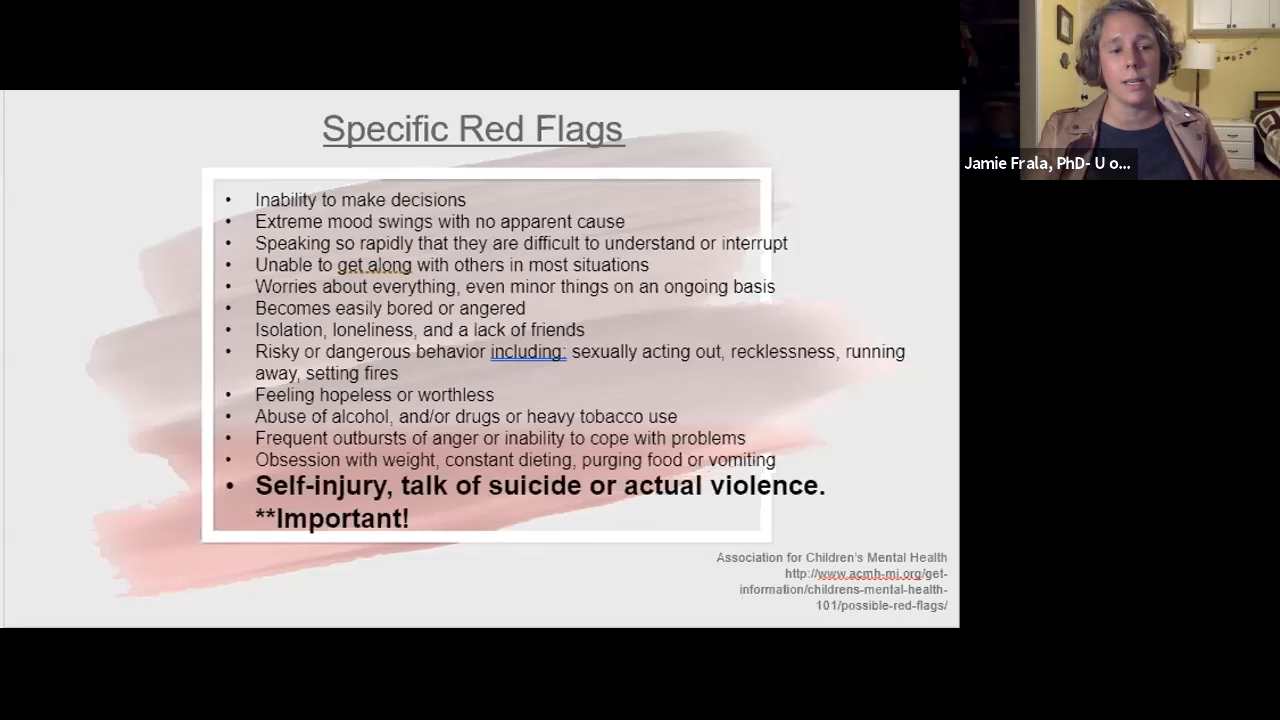 Specific Red Flags
• Inability to make decisions
• Extreme mood swings with no apparent cause
• Speaking so rapidly that they are difficult to understand or interrupt
• Unable to get along with others in most situations
• Worries about everything, even minor things on an ongoing basis
• Becomes easily bored or angered
• Isolation, loneliness, and a lack of friends
• Risky or dangerous behavior including: sexually acting out, recklessness, running
away, setting fires
• Feeling hopeless or worthless
• Abuse of alcohol, and/or drugs or heavy tobacco use
• Frequent outbursts of anger or inability to cope with problems
• Obsession with weight, constant dieting, purging food or vomiting
• Self-injury, talk of suicide or actual violence.
**Important!
Association for Children's Mental Health
http://www.acmh-mi.org/get-
information/childrens-mental-health-
101/possible-red-flags/
Jamie Frala, PhD- U o...